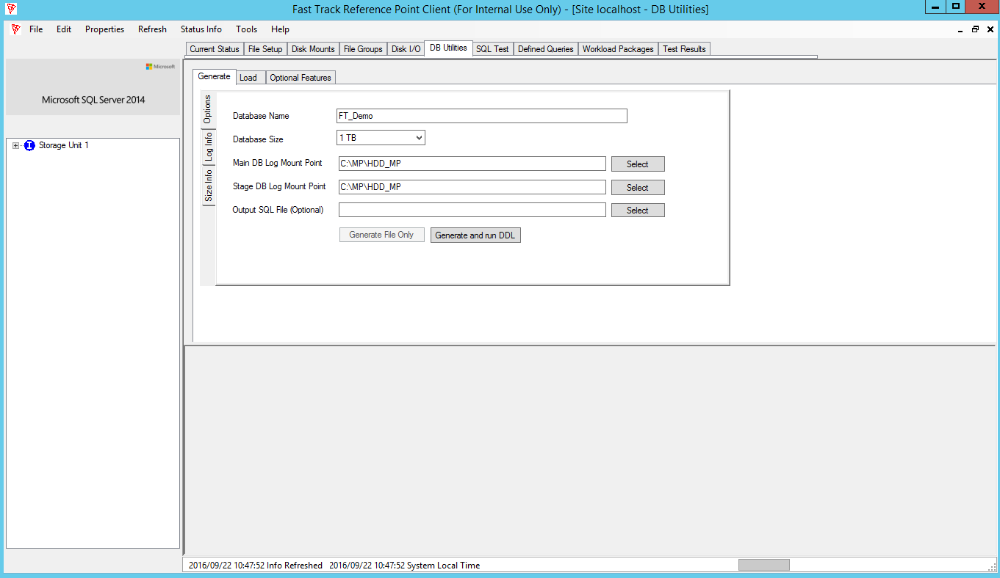 Fast Track Reference Point Client (For Internal Use Only) - [Site localhost - DB Utilities]
File Edit Properties Refresh Status Info Tools Help
Current Status File Setup Disk Mounts File Groups Disk I/O DB Utilities SQL Test Defined Queries Workload Packages Test Results
Microsoft
Microsoft SQL Server 2014
Storage Unit 1
Generate Load Optional Features
Options
Log Info
Size Info
Database Name FT_Demo
Database Size 1 TB
Main DB Log Mount Point C:\MP\HDD_MP Select
Stage DB Log Mount Point C:\MP\HDD_MP Select
Output SQL File (Optional) Select
Generate File Only Generate and run DDL
2016/09/22 10:47:52 Info Refreshed 2016/09/22 10:47:52 System Local Time